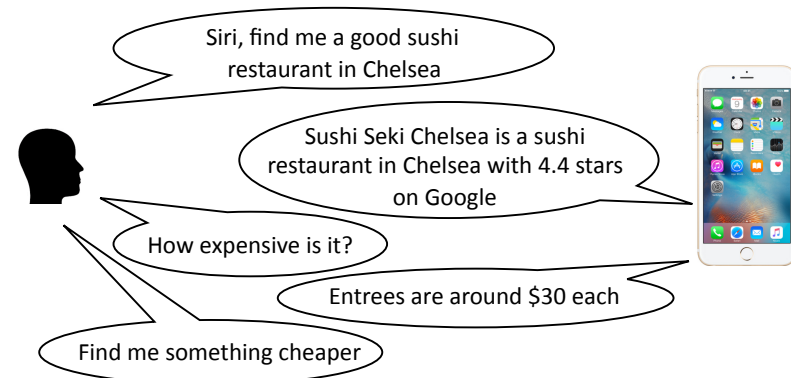 Siri, find me a good sushi
restaurant in Chelsea
Sushi Seki Chelsea is a sushi
restaurant in Chelsea with 4.4 stars
on Google
How expensive is it?
Entrees are around $30 each
Find me something cheaper